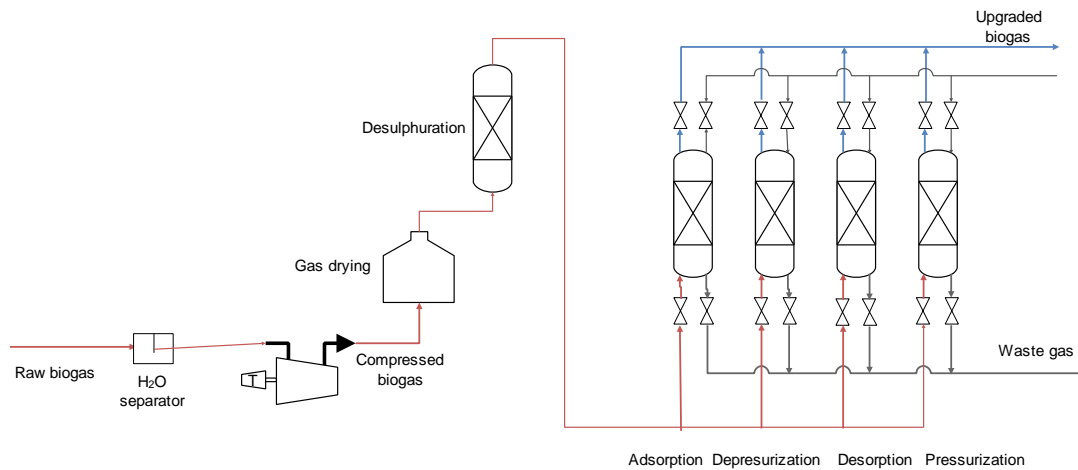 Upgraded
biogas
Desulphuration
Gas drying
Raw biogas
H₂O
separator
T
Compressed
biogas
Waste gas
Adsorption Depresurization Desorption Pressurization